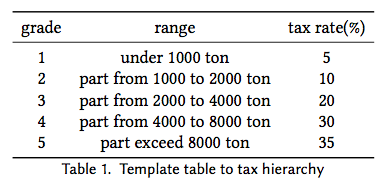 grade range tax rate(%)
1 under 1000 ton 5
2 part from 1000 to 2000 ton 10
3 part from 2000 to 4000 ton 20
4 part from 4000 to 8000 ton 30
5 part exceed 8000 ton 35
Table 1. Template table to tax hierarchy